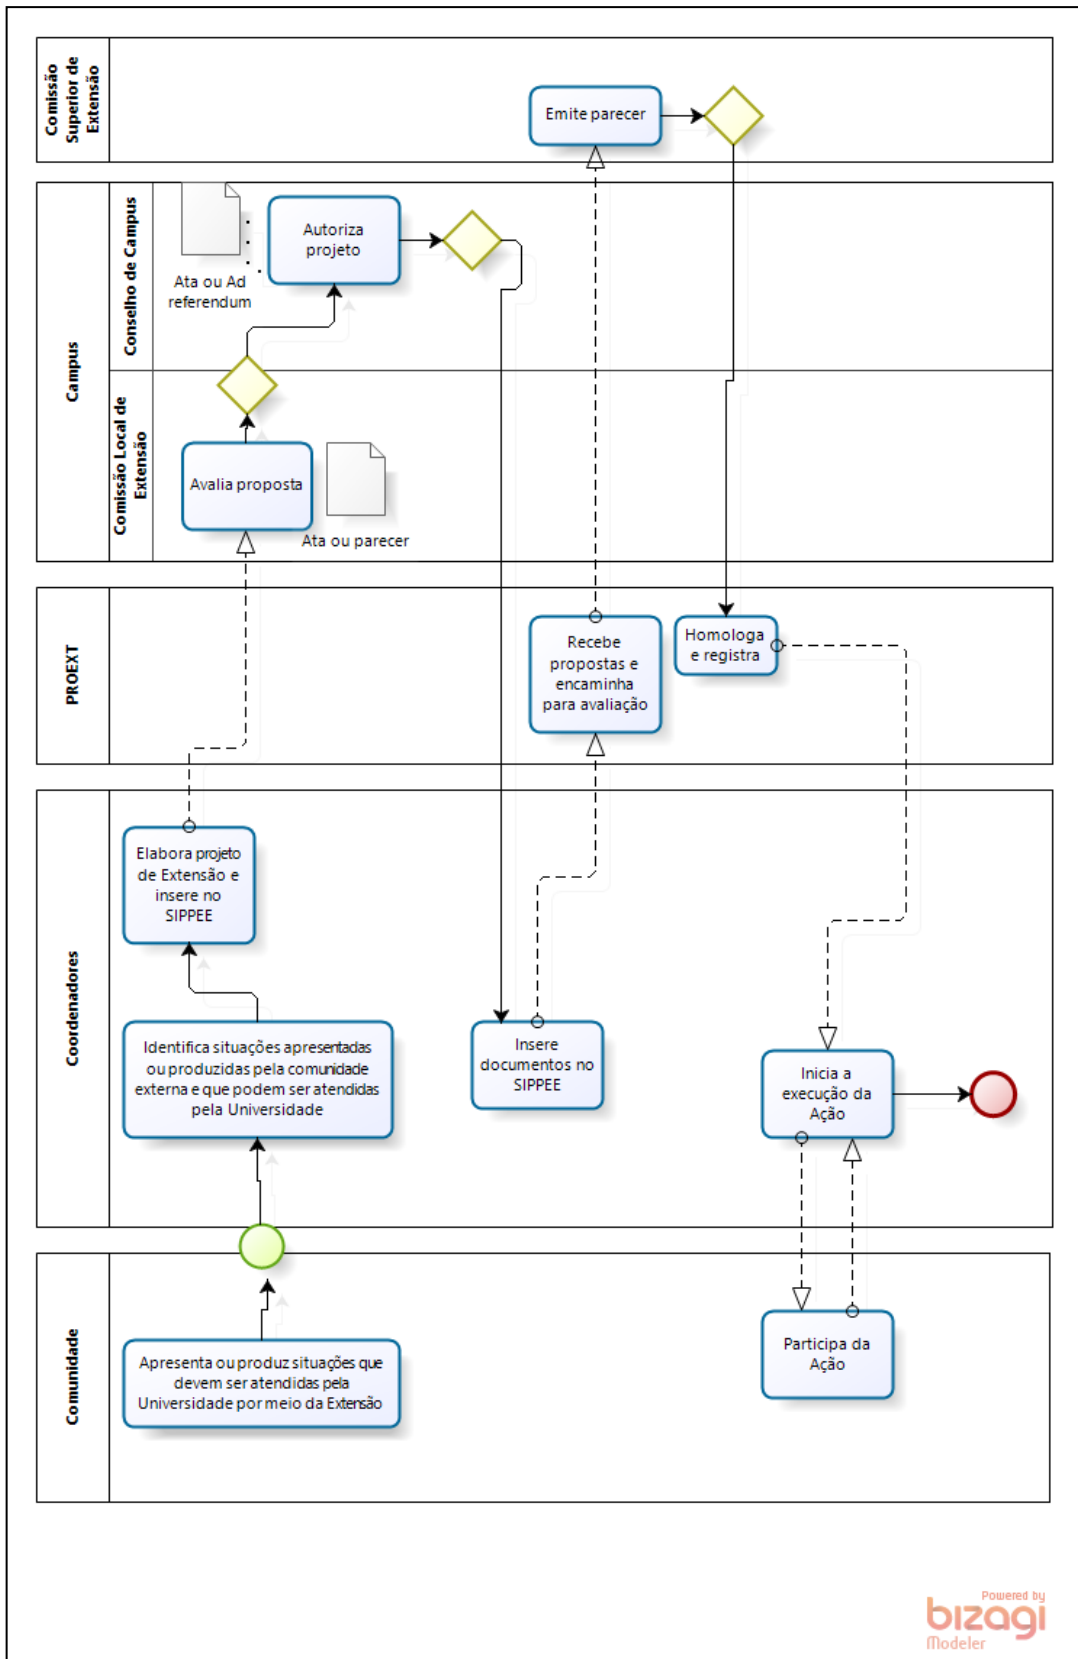 Comissão
Superior de
Extensão
Emite parecer
Campus
Conselho de Campus
Ata ou Ad
referendum
Autoriza
projeto
Comissão Local de
Extensão
Avalia proposta
Ata ou parecer
PROEXT
Recebe
propostas e
encaminha
para avaliação
Homologa
e registra
Coordenadores
Elabora projeto
de Extensão e
insere no
SIPPEE
Identifica situações apresentadas
ou produzidas pela comunidade
externa e que podem ser atendidas
pela Universidade
Insere
documentos no
SIPPEE
Inicia a
execução da
Ação
Comunidade
Apresenta ou produz situações que
devem ser atendidas pela
Universidade por meio da Extensão
Participa da
Ação
Powered by
bizagi
Modeler